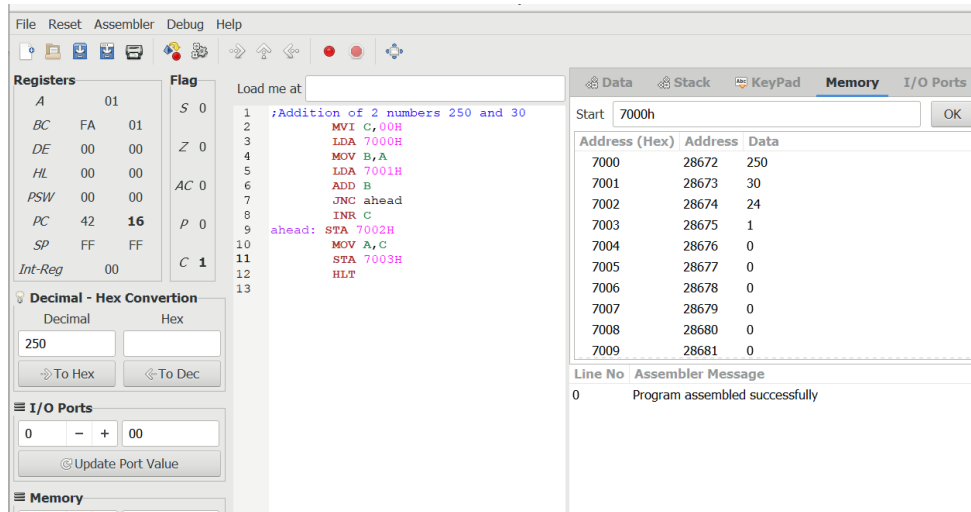 File Reset Assembler Debug Help
Registers
A 01
BC FA 01
DE 00 00
HL 00 00
PSW 00 00
PC 42 16
SP FF FF
Int-Reg 00
Flag
S 0
Z 0
AC 0
P 0
C 1
Decimal - Hex Convertion
Decimal Hex
250
To Hex To Dec
I/O Ports
0 − + 00
Update Port Value
Memory
Load me at
1 ;Addition of 2 numbers 250 and 30
2 MVI C,00H
3 LDA 7000H
4 MOV B,A
5 LDA 7001H
6 ADD B
7 JNC ahead
8 INR C
9 ahead: STA 7002H
10 MOV A,C
11 STA 7003H
12 HLT
13
Data Stack Abc KeyPad Memory I/O Ports
Start 7000h OK
Address (Hex) Address Data
7000 28672 250
7001 28673 30
7002 28674 24
7003 28675 1
7004 28676 0
7005 28677 0
7006 28678 0
7007 28679 0
7008 28680 0
7009 28681 0
Line No Assembler Message
0 Program assembled successfully